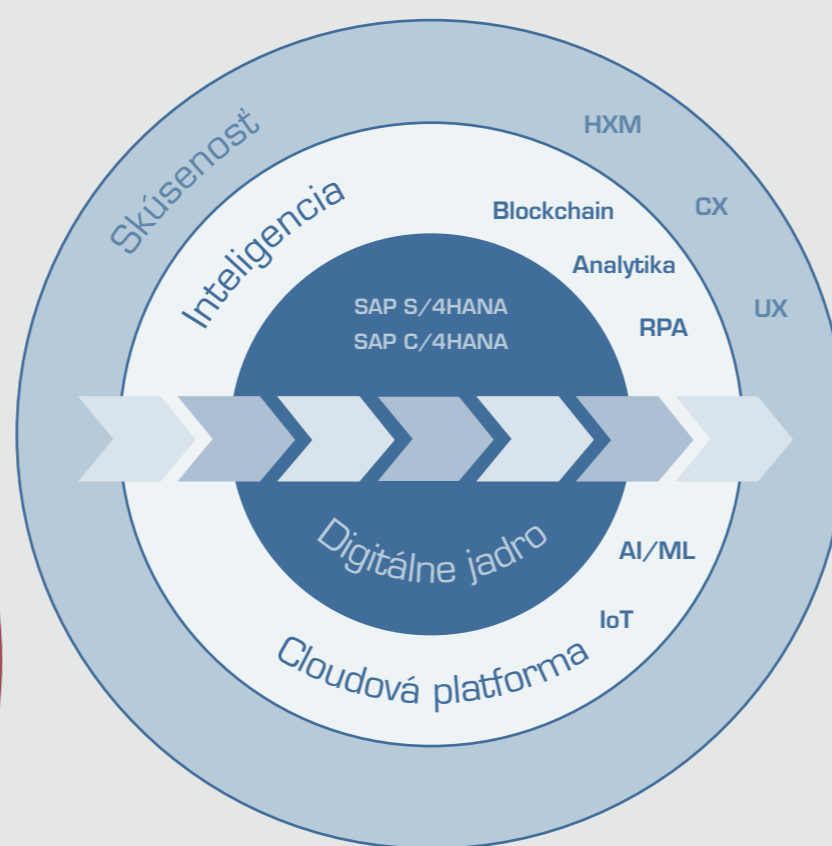 Skúsenosť
HXM
CX
UX
Inteligencia
Blockchain
Analytika
RPA
SAP S/4HANA
SAP C/4HANA
Digitálne jadro
AI/ML
IoT
Cloudová platforma